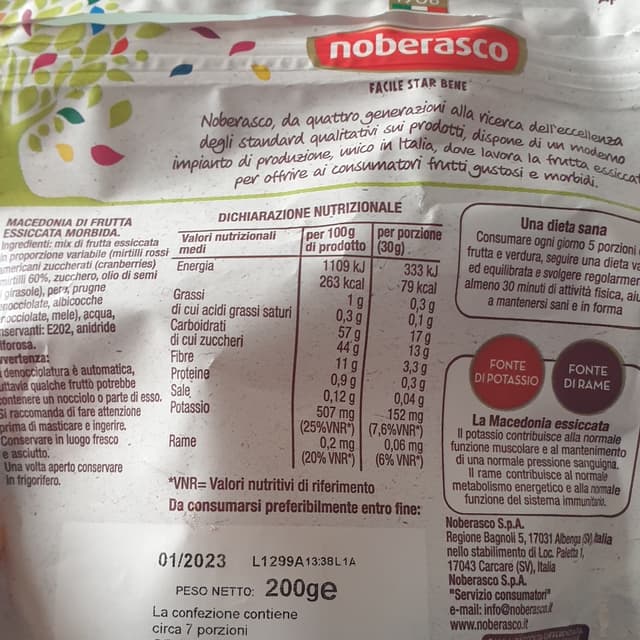 noberasco
FACILE STAR BENE
Noberasco, da quattro generazioni alla ricerca dell'eccellenza
degli standard qualitativi sui prodotti, dispone di un moderno
impianto di produzione, unico in Italia, dove lavora la frutta essiccat
per offrire ai consumatori frutti gustosi e morbidi.
MACEDONIA DI FRUTTA
ESSICCATA MORBIDA.
Ingredienti: mix di frutta essiccata
in proporzione variabile (mirtilli rossi
americani zuccherati (cranberries)
mirtilli 60%, zucchero, olio di semi
girasole), pere, prugne
enocciolate, albicocche
nocciolate, mele), acqua,
nservanti: E202, anidride
lforosa.
vvertenza:
denocciolatura è automatica,
uttavia qualche frutto potrebbe
contenere un nocciolo o parte di esso.
Si raccomanda di fare attenzione
prima di masticare e ingerire.
Conservare in luogo fresco
e asciutto.
Una volta aperto conservare
in frigorifero.
DICHIARAZIONE NUTRIZIONALE
Valori nutrizionali medi per 100g di prodotto per porzione (30g)
Energia 1109 kJ 333 kJ
263 kcal 79 kcal
Grassi 1 g 0,3 g
di cui acidi grassi saturi 0,3 g 0,1 g
Carboidrati 57 g 17 g
di cui zuccheri 44 g 13 g
Fibre 11 g 3,3 g
Proteine 0,9 g 0,3 g
Sale 0,12 g 0,04 g
Potassio 507 mg 152 mg
(25%VNR*) (7,6%VNR*)
Rame 0,2 mg 0,06 mg
(20% VNR*) (6% VNR*)
*VNR= Valori nutritivi di riferimento
Da consumarsi preferibilmente entro fine:
01/2023 L1299A13:38L1A
PESO NETTO: 200ge
La confezione contiene
circa 7 porzioni
Una dieta sana
Consumare ogni giorno 5 porzioni
frutta e verdura, seguire una dieta v
ed equilibrata e svolgere regolarmen
almeno 30 minuti di attività fisica, ai
a mantenersi sani e in forma
FONTE
DI POTASSIO
FONTE
DI RAME
La Macedonia essiccata
Il potassio contribuisce alla normale
funzione muscolare e al mantenimento
di una normale pressione sanguigna.
Il rame contribuisce al normale
metabolismo energetico e alla normale
funzione del sistema immunitario.
Noberasco S.p.A.
Regione Bagnoli 5, 17031 Albenga (SV) Italia
nello stabilimento di Loc. Paleta 1,
17043 Carcare (SV), Italia
Noberasco S.p.A.
"Servizio consumatori"
e-mail: info@noberasco.it
www.noberasco.it